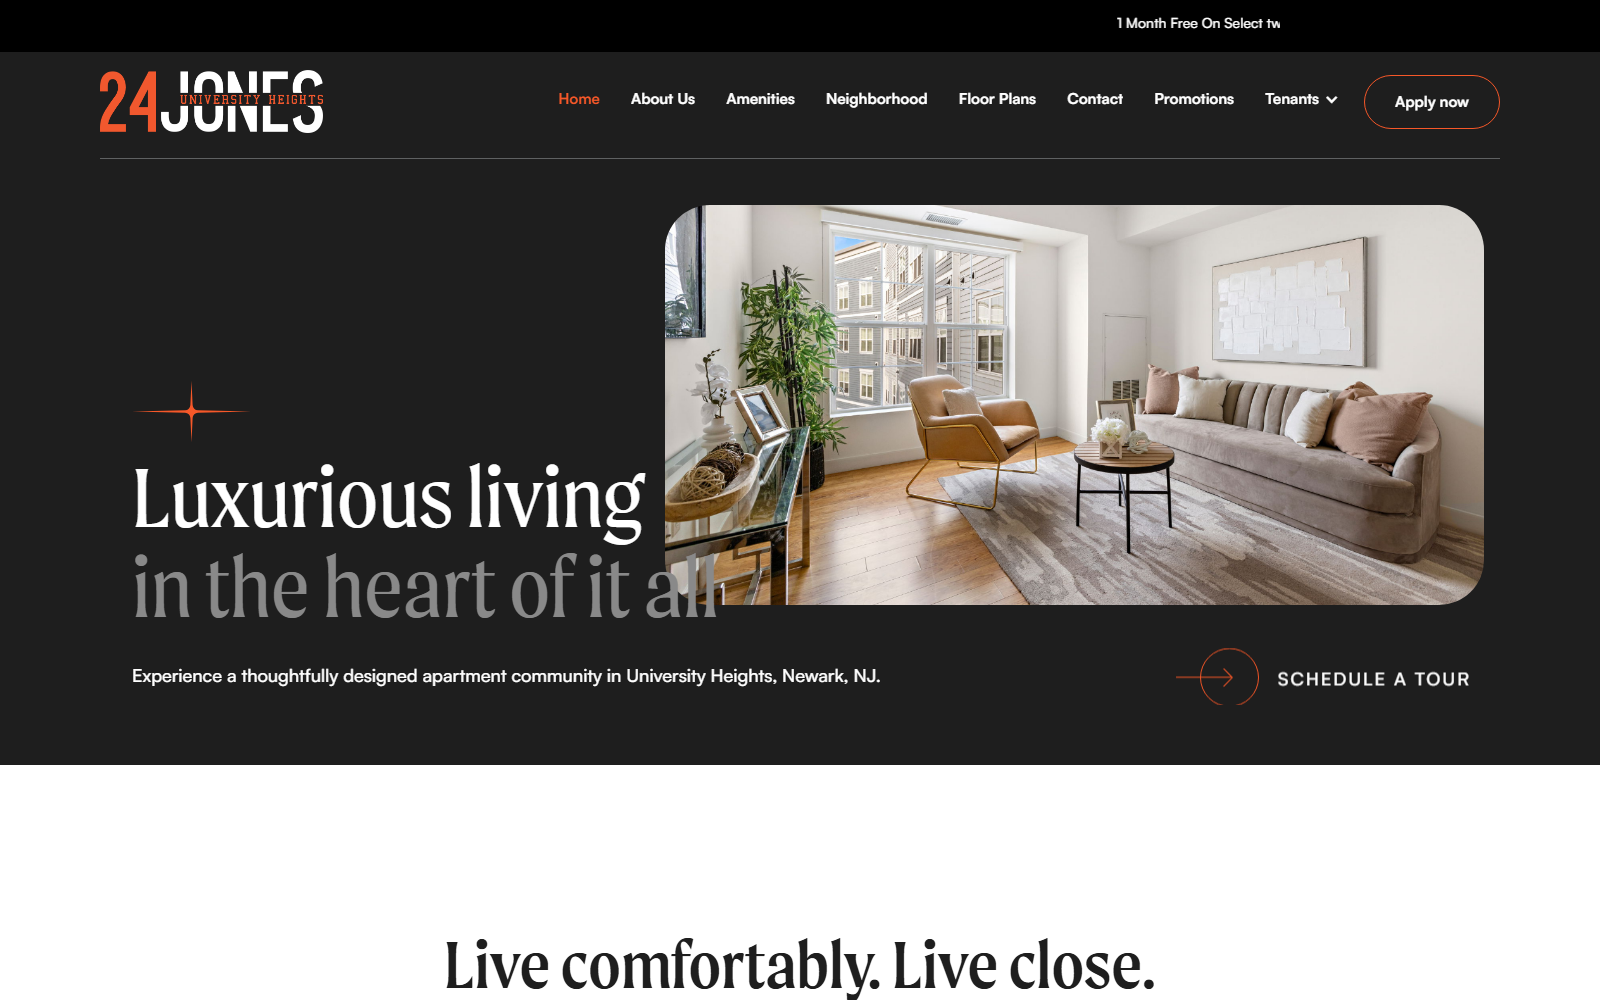 1 Month Free On Select
24 JONES
UNIVERSITY HEIGHTS
Home About Us Amenities Neighborhood Floor Plans Contact Promotions Tenants Apply now
Luxurious living
in the heart of it all
Experience a thoughtfully designed apartment community in University Heights, Newark, NJ.
SCHEDULE A TOUR
Live comfortably. Live close.